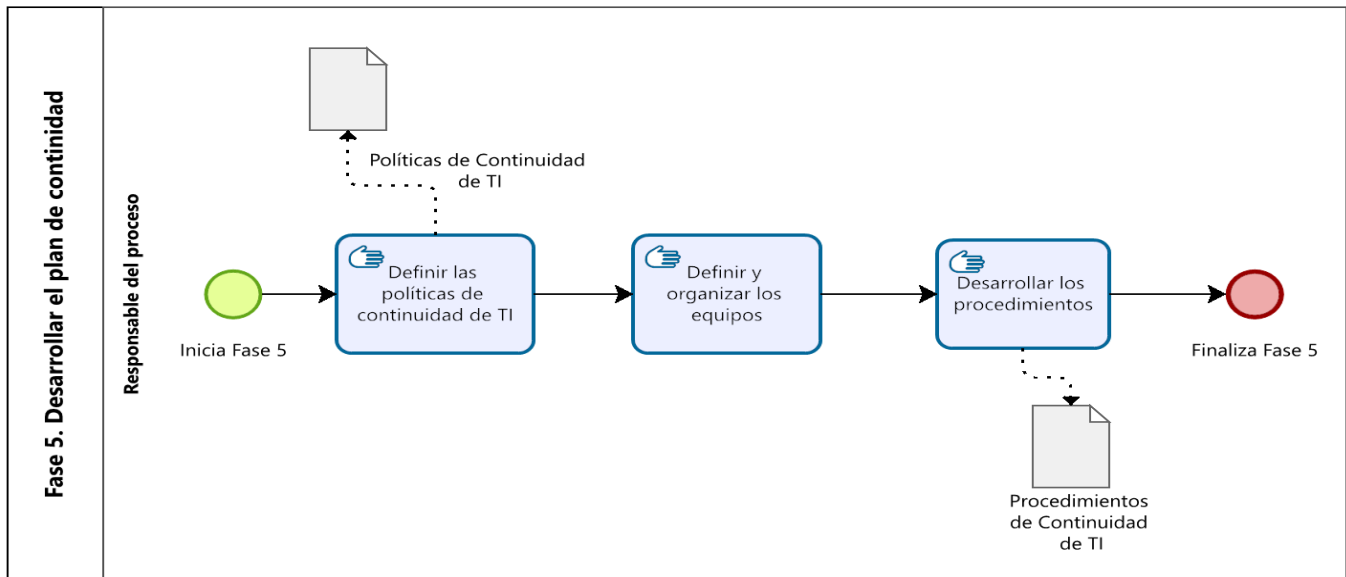 Fase 5. Desarrollar el plan de continidad
Responsable del proceso
Políticas de Continuidad
de TI
Inicia Fase 5
Definir las
políticas de
continuidad de TI
Definir y
organizar los
equipos
Desarrollar los
procedimientos
Finaliza Fase 5
Procedimientos
de Continuidad
de TI